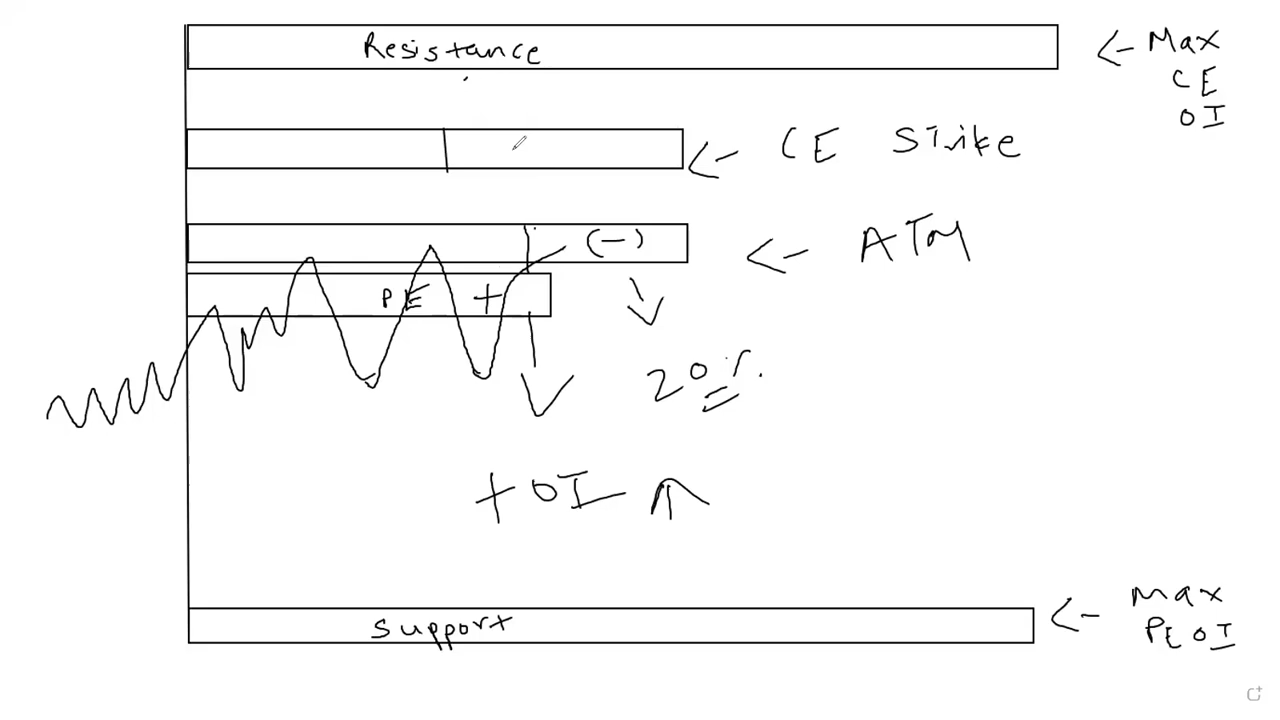 Resistance
<- Max
CE
OI
<- CE Strike
(-)
<- ATM
PE +
20%
+ OI ↑
Support
<- Max
PE OI